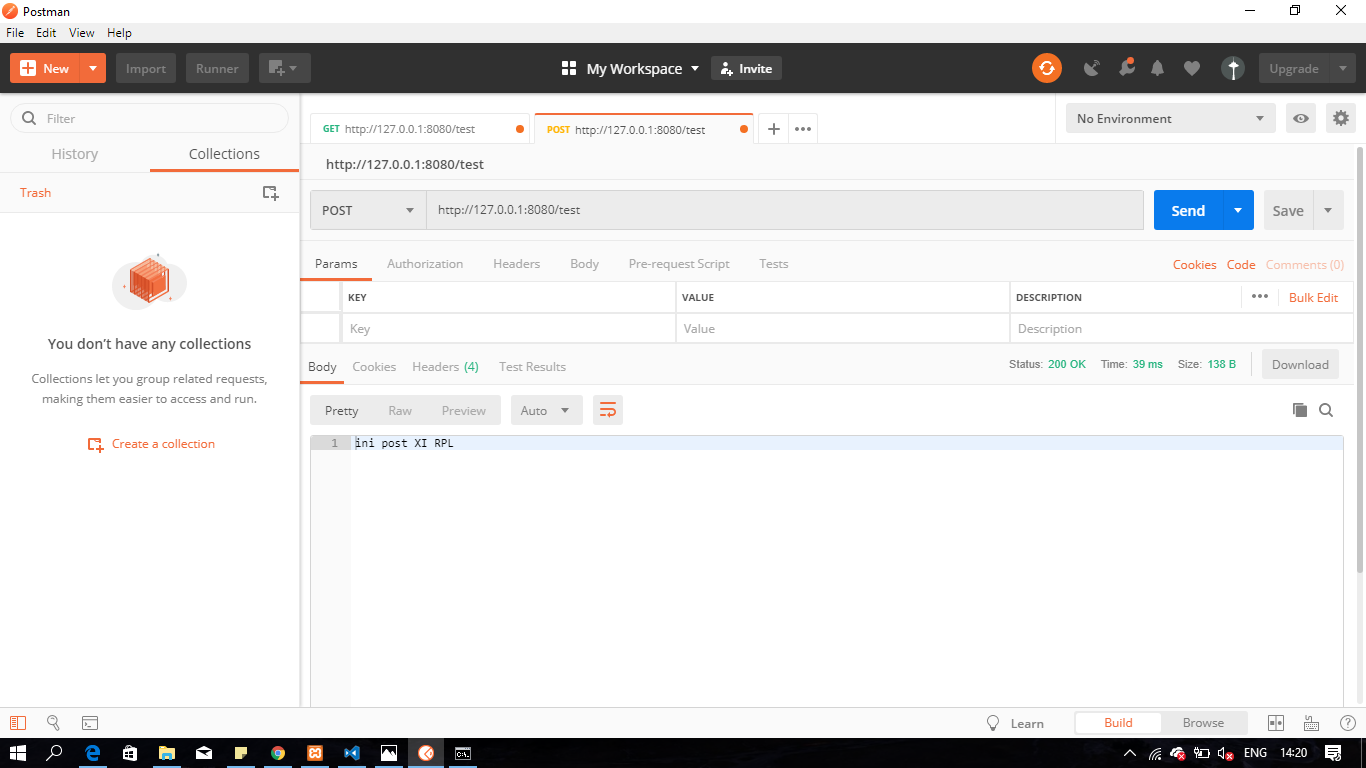 Postman
File Edit View Help
New Import Runner My Workspace Invite Upgrade
Filter
History Collections
Trash
You don't have any collections
Collections let you group related requests,
making them easier to access and run.
Create a collection
GET http://127.0.0.1:8080/test POST http://127.0.0.1:8080/test No Environment
http://127.0.0.1:8080/test
POST http://127.0.0.1:8080/test Send Save
Params Authorization Headers Body Pre-request Script Tests Cookies Code Comments (0)
KEY VALUE DESCRIPTION Bulk Edit
Key Value Description
Body Cookies Headers (4) Test Results Status: 200 OK Time: 39 ms Size: 138 B Download
Pretty Raw Preview Auto
1 ini post XI RPL
Learn Build Browse
ENG 14:20